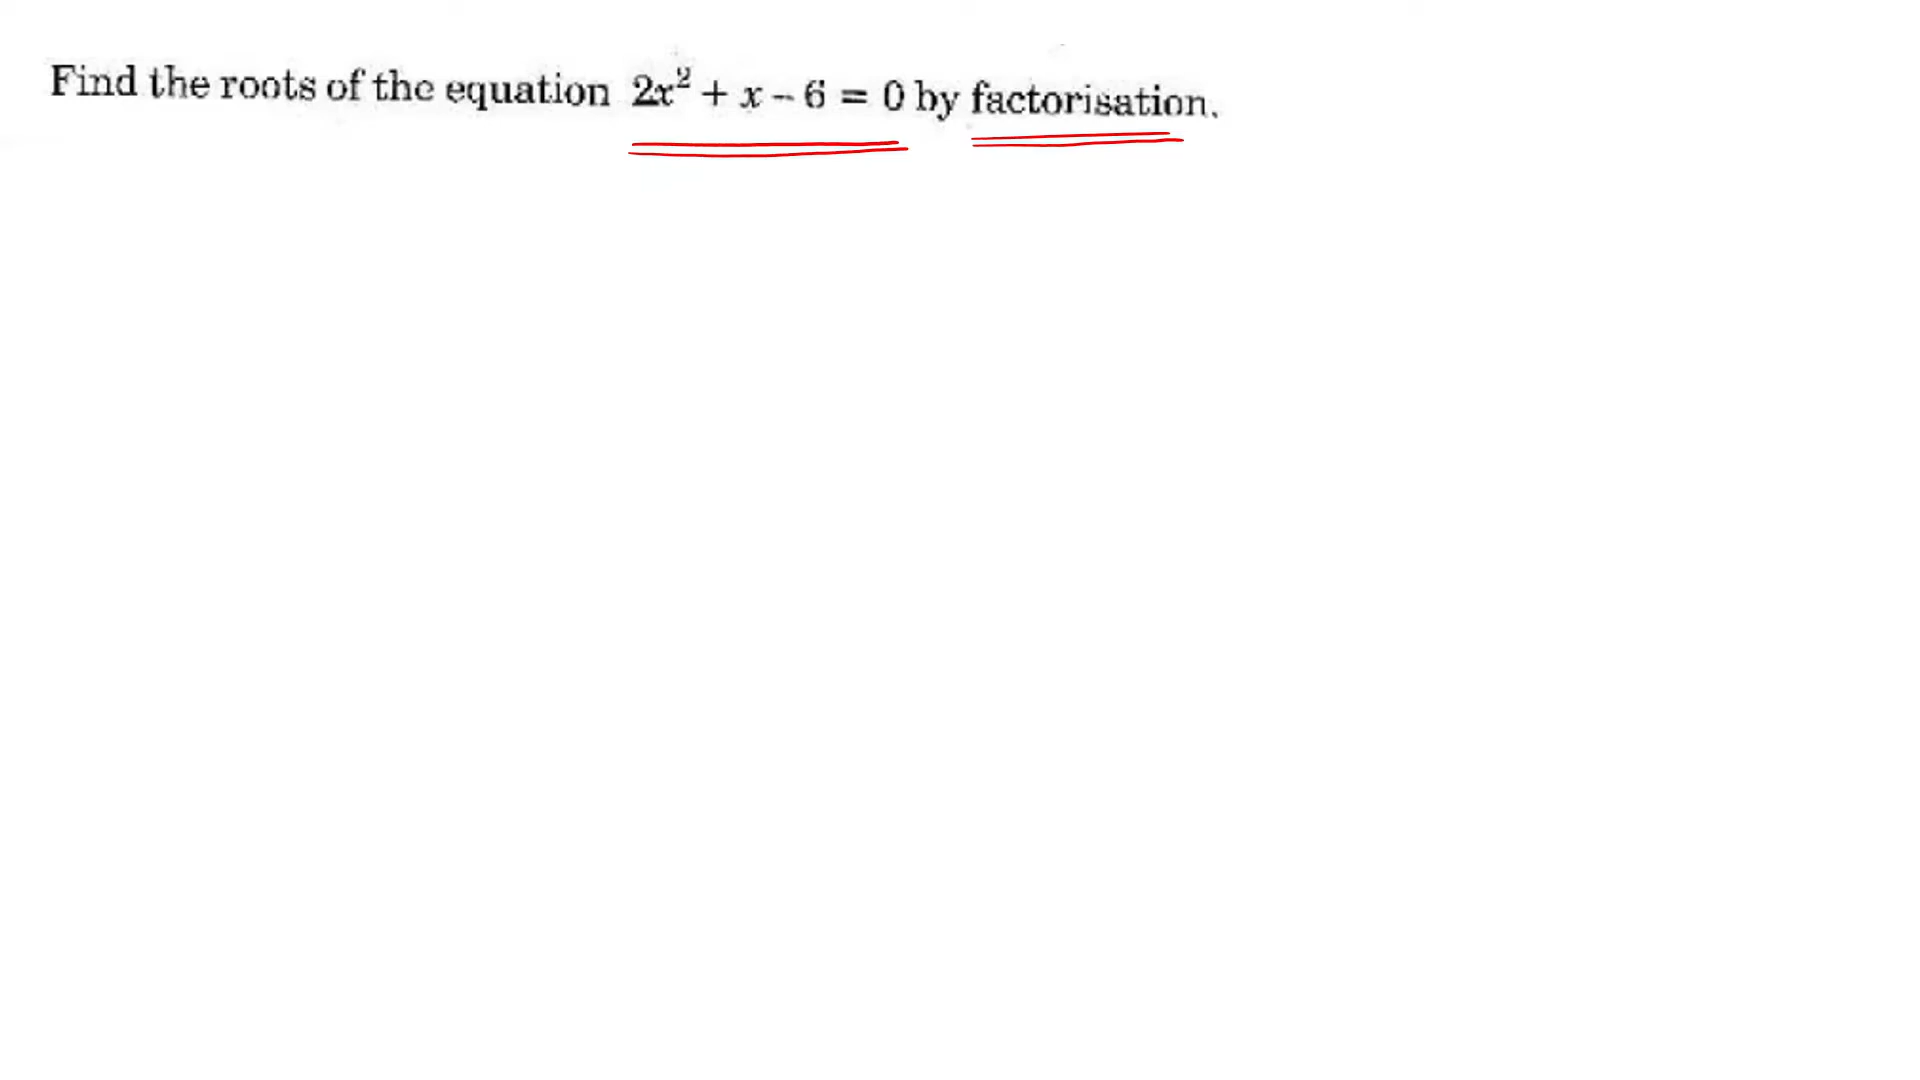 Find the roots of the equation 2x² + x – 6 = 0 by factorisation.